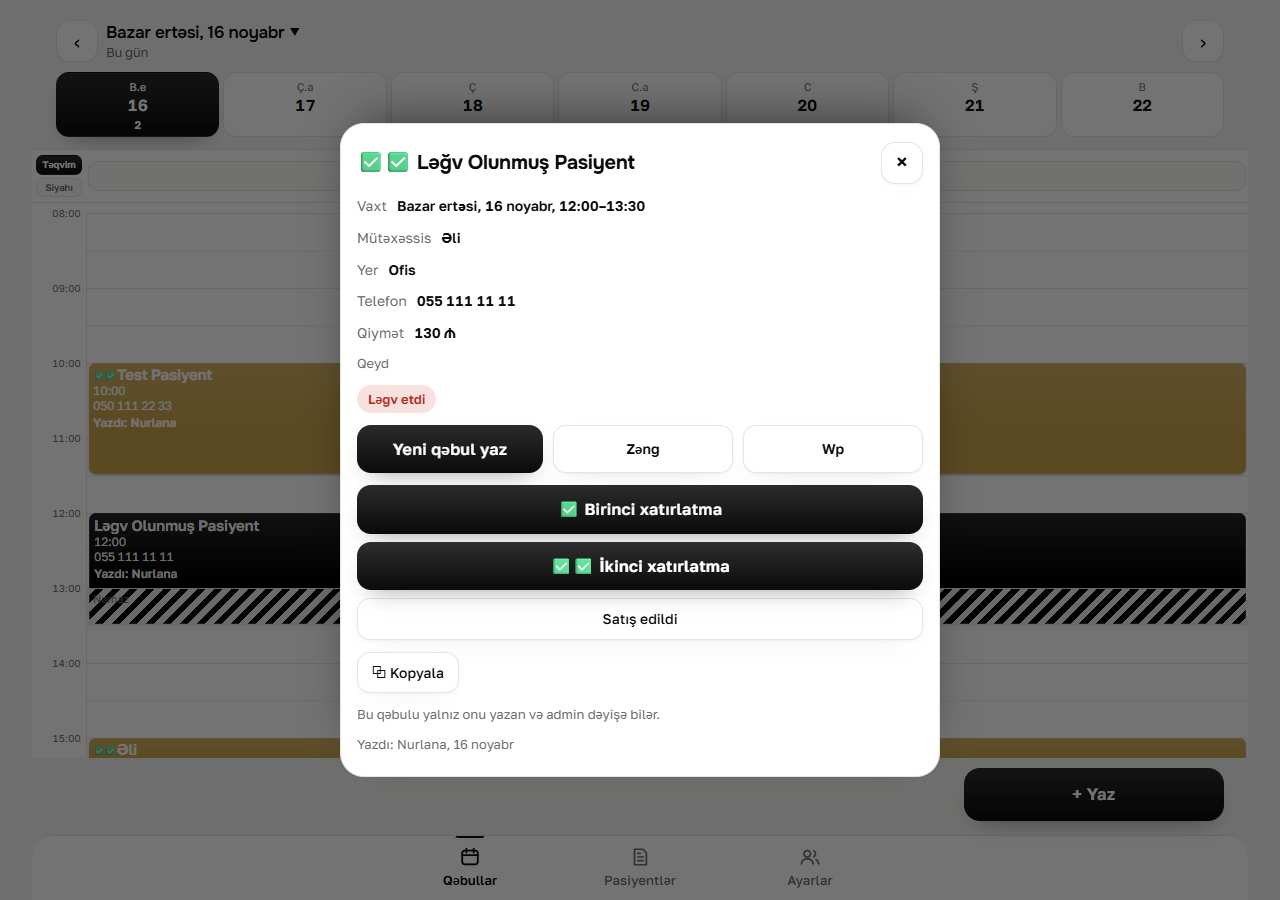 ‹
Bazar ertəsi, 16 noyabr ▼
Bu gün
›
B.e
16
2
Ç.a
17
Ç
18
C.a
19
C
20
Ş
21
B
22
Təqvim
Siyahı
08:00
09:00
10:00
11:00
12:00
13:00
14:00
15:00
✅✅Test Pasiyent
10:00
050 111 22 33
Yazdı: Nurlana
Ləğv Olunmuş Pasiyent
12:00
055 111 11 11
Yazdı: Nurlana
✅✅Əli
✅✅ Ləğv Olunmuş Pasiyent
×
Vaxt Bazar ertəsi, 16 noyabr, 12:00–13:30
Mütəxəssis Əli
Yer Ofis
Telefon 055 111 11 11
Qiymət 130 ₼
Qeyd
Ləğv etdi
Yeni qəbul yaz
Zəng
Wp
✅ Birinci xatırlatma
✅✅ İkinci xatırlatma
Satış edildi
Kopyala
Bu qəbulu yalnız onu yazan və admin dəyişə bilər.
Yazdı: Nurlana, 16 noyabr
+ Yaz
Qəbullar
Pasiyentlər
Ayarlar